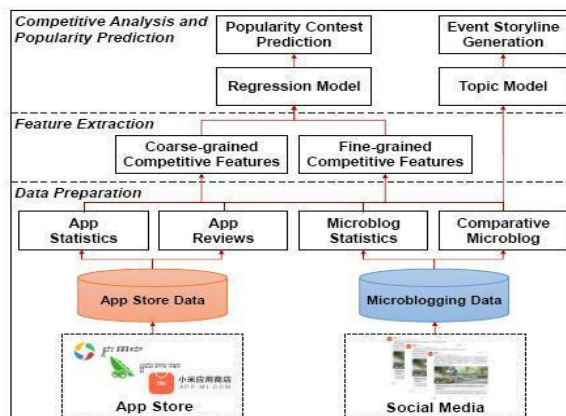 Competitive Analysis and
Popularity Prediction
Popularity Contest
Prediction
Event Storyline
Generation
Regression Model
Topic Model
Feature Extraction
Coarse-grained
Competitive Features
Fine-grained
Competitive Features
Data Preparation
App
Statistics
App
Reviews
Microblog
Statistics
Comparative
Microblog
App Store Data
Microblogging Data
小米应用商店
APP.MI.COM
App Store
Social Media